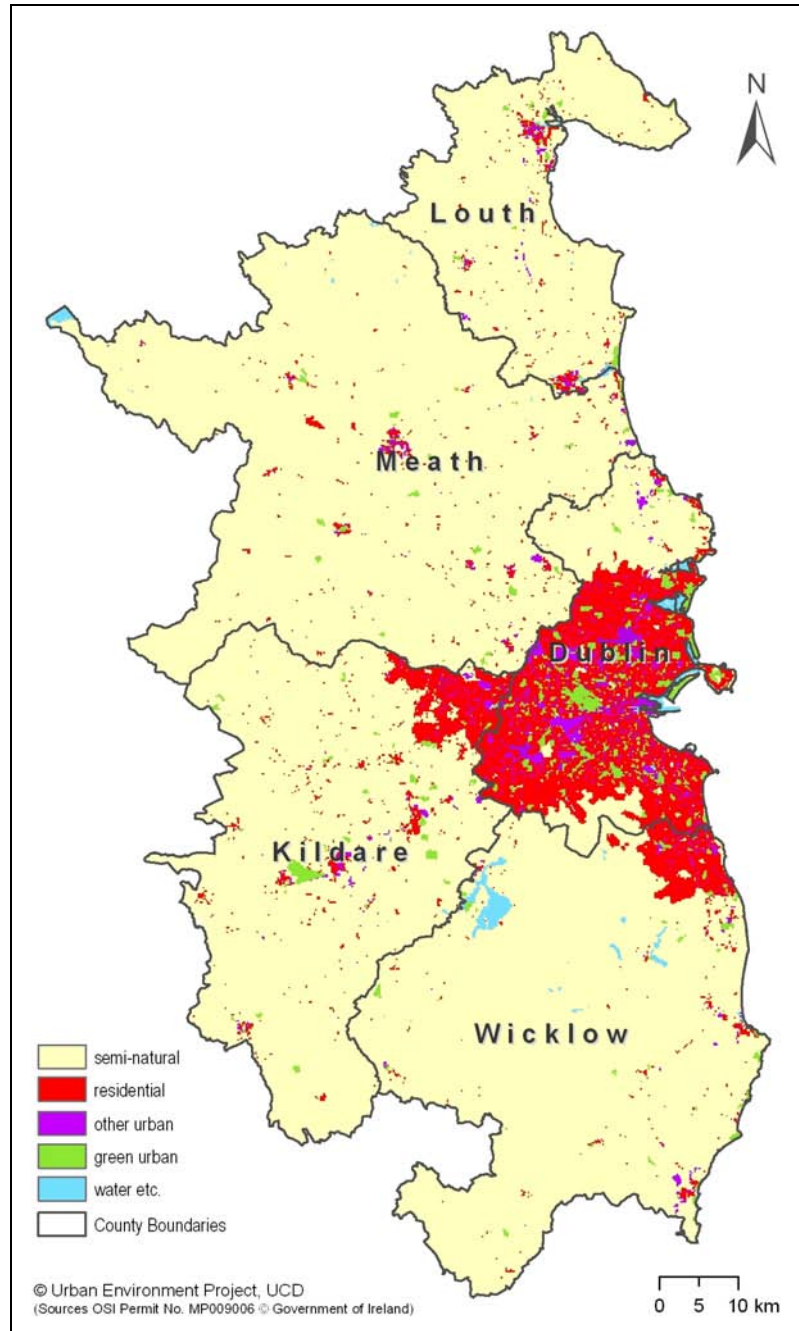 N
Louth
Meath
Dublin
Kildare
Wicklow
semi-natural
residential
other urban
green urban
water etc.
County Boundaries
© Urban Environment Project, UCD
(Sources OSI Permit No. MP009006 © Government of Ireland)
0 5 10 km